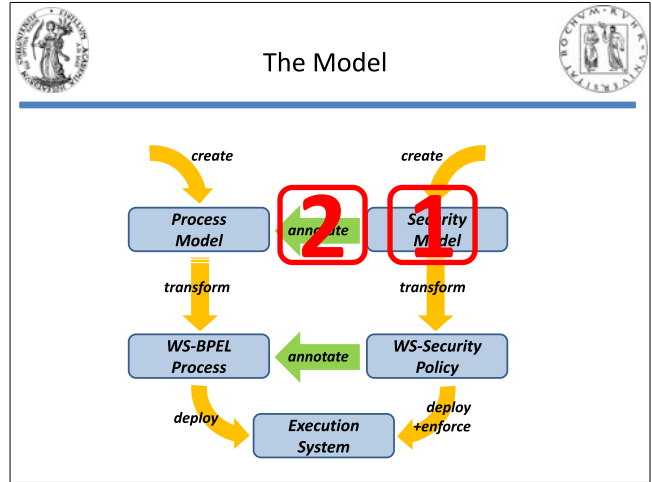 The Model
create
create
Process
Model
annotate
2
Security
Model
1
transform
transform
WS-BPEL
Process
annotate
WS-Security
Policy
deploy
deploy
+enforce
Execution
System